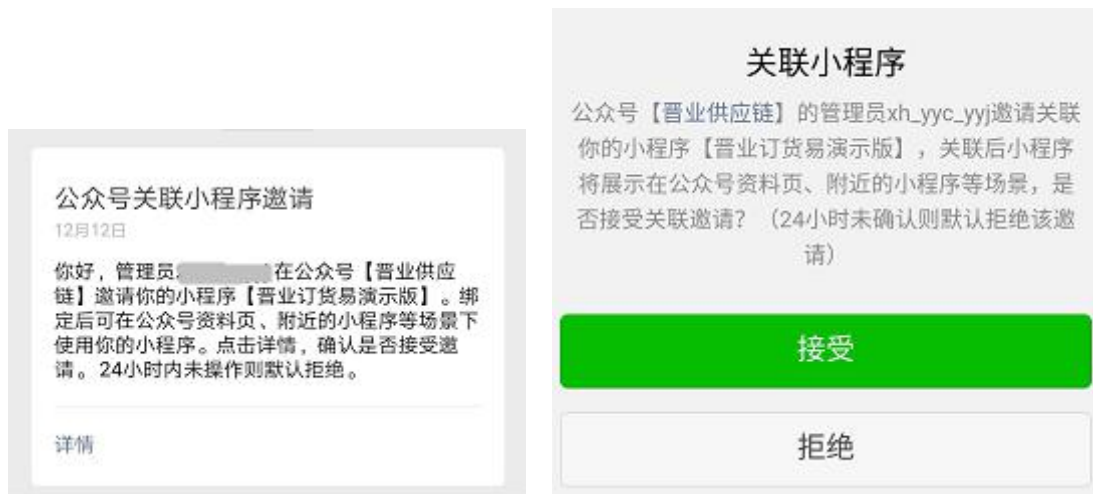 公众号关联小程序邀请
12月12日
你好，管理员在公众号【晋业供应
链】邀请你的小程序【晋业订货易演示版】。绑
定后可在公众号资料页、附近的小程序等场景下
使用你的小程序。点击详情，确认是否接受邀
请。24小时内未操作则默认拒绝。
详情
关联小程序
公众号【晋业供应链】的管理员xh_yyc_yyj邀请关联
你的小程序【晋业订货易演示版】，关联后小程序
将展示在公众号资料页、附近的小程序等场景，是
否接受关联邀请？（24小时未确认则默认拒绝该邀
请）
接受
拒绝